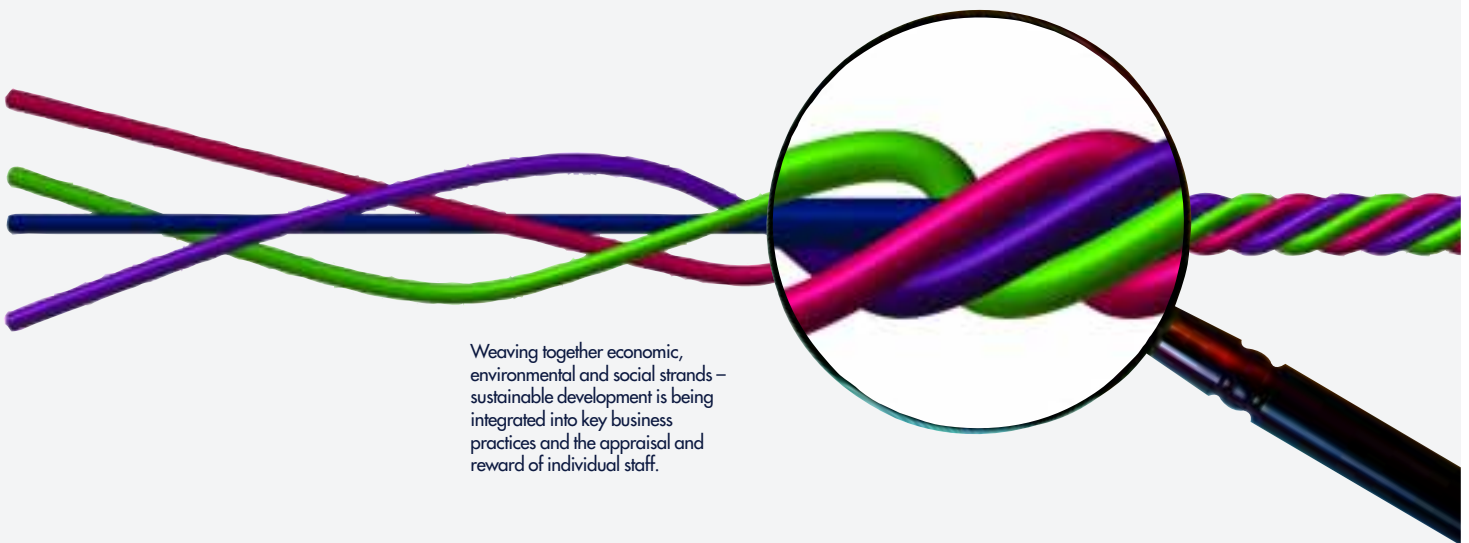 Weaving together economic,
environmental and social strands –
sustainable development is being
integrated into key business
practices and the appraisal and
reward of individual staff.